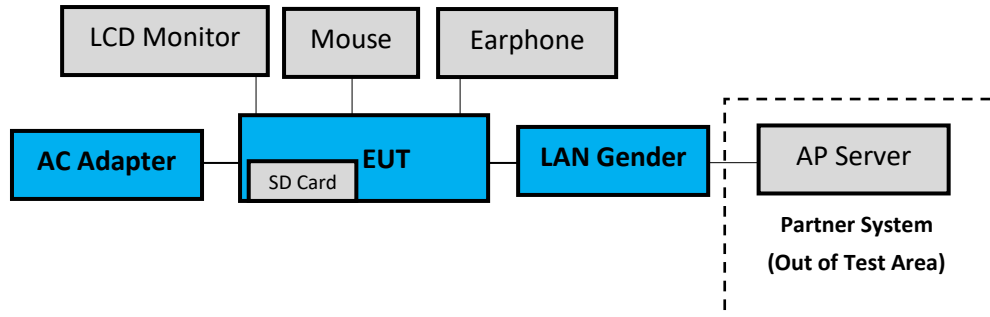 LCD Monitor
Mouse
Earphone
AC Adapter
EUT
SD Card
LAN Gender
AP Server
Partner System
(Out of Test Area)